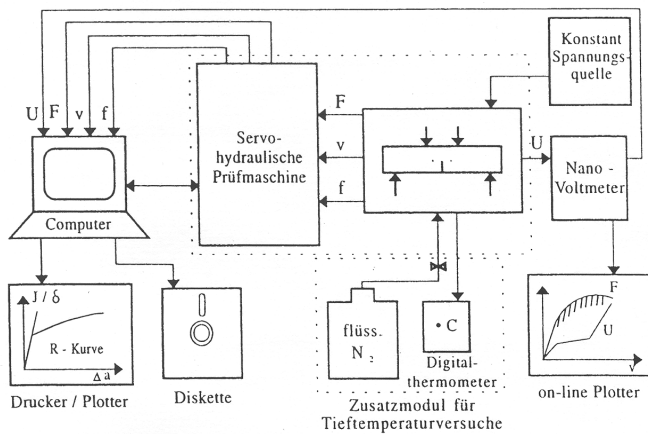 Konstant
Spannungs-
quelle
U F v f
Servo-
hydraulische
Prüfmaschine
F
v
f
U
Nano-
Voltmeter
Computer
J / δ
R - Kurve
Δ a
Drucker / Plotter
Diskette
flüss.
N2
• C
Digital-
thermometer
Zusatzmodul für
Tieftemperaturversuche
F
U
v
on-line Plotter